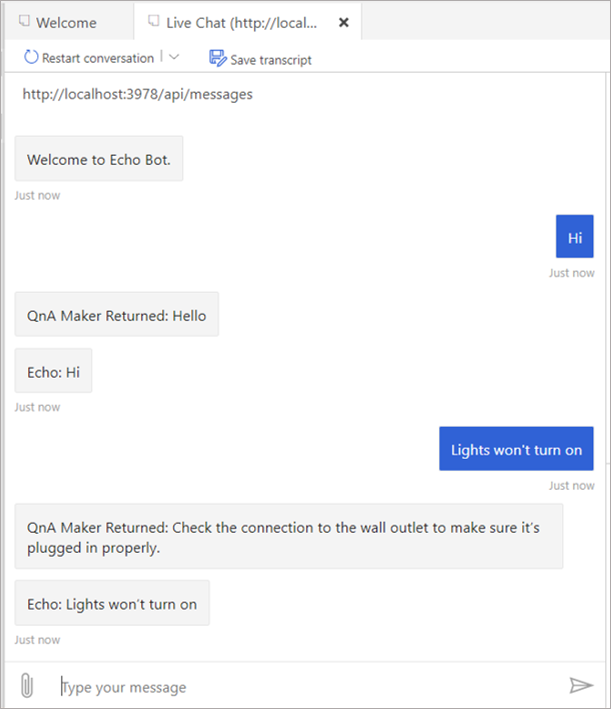 Welcome
Live Chat (http://local...
Restart conversation
Save transcript
http://localhost:3978/api/messages
Welcome to Echo Bot.
Just now
Hi
Just now
QnA Maker Returned: Hello
Echo: Hi
Just now
Lights won't turn on
Just now
QnA Maker Returned: Check the connection to the wall outlet to make sure it's
plugged in properly.
Echo: Lights won't turn on
Just now
Type your message